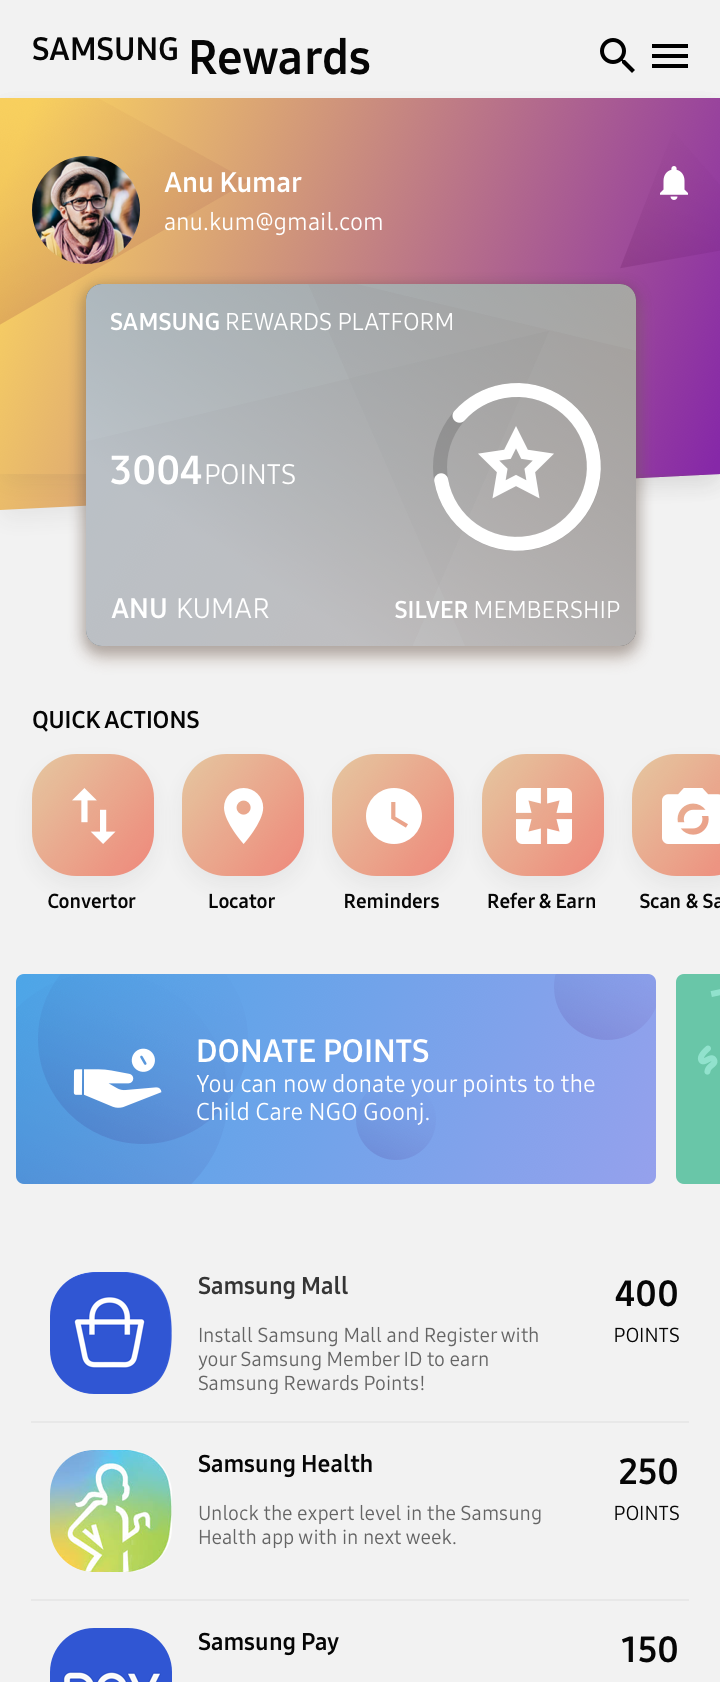 SAMSUNG Rewards
Anu Kumar
anu.kum@gmail.com
SAMSUNG REWARDS PLATFORM
3004 POINTS
ANU KUMAR
SILVER MEMBERSHIP
QUICK ACTIONS
Convertor
Locator
Reminders
Refer & Earn
Scan & Sa
DONATE POINTS
You can now donate your points to the
Child Care NGO Goonj.
Samsung Mall
400
POINTS
Install Samsung Mall and Register with
your Samsung Member ID to earn
Samsung Rewards Points!
Samsung Health
250
POINTS
Unlock the expert level in the Samsung
Health app with in next week.
Samsung Pay
150